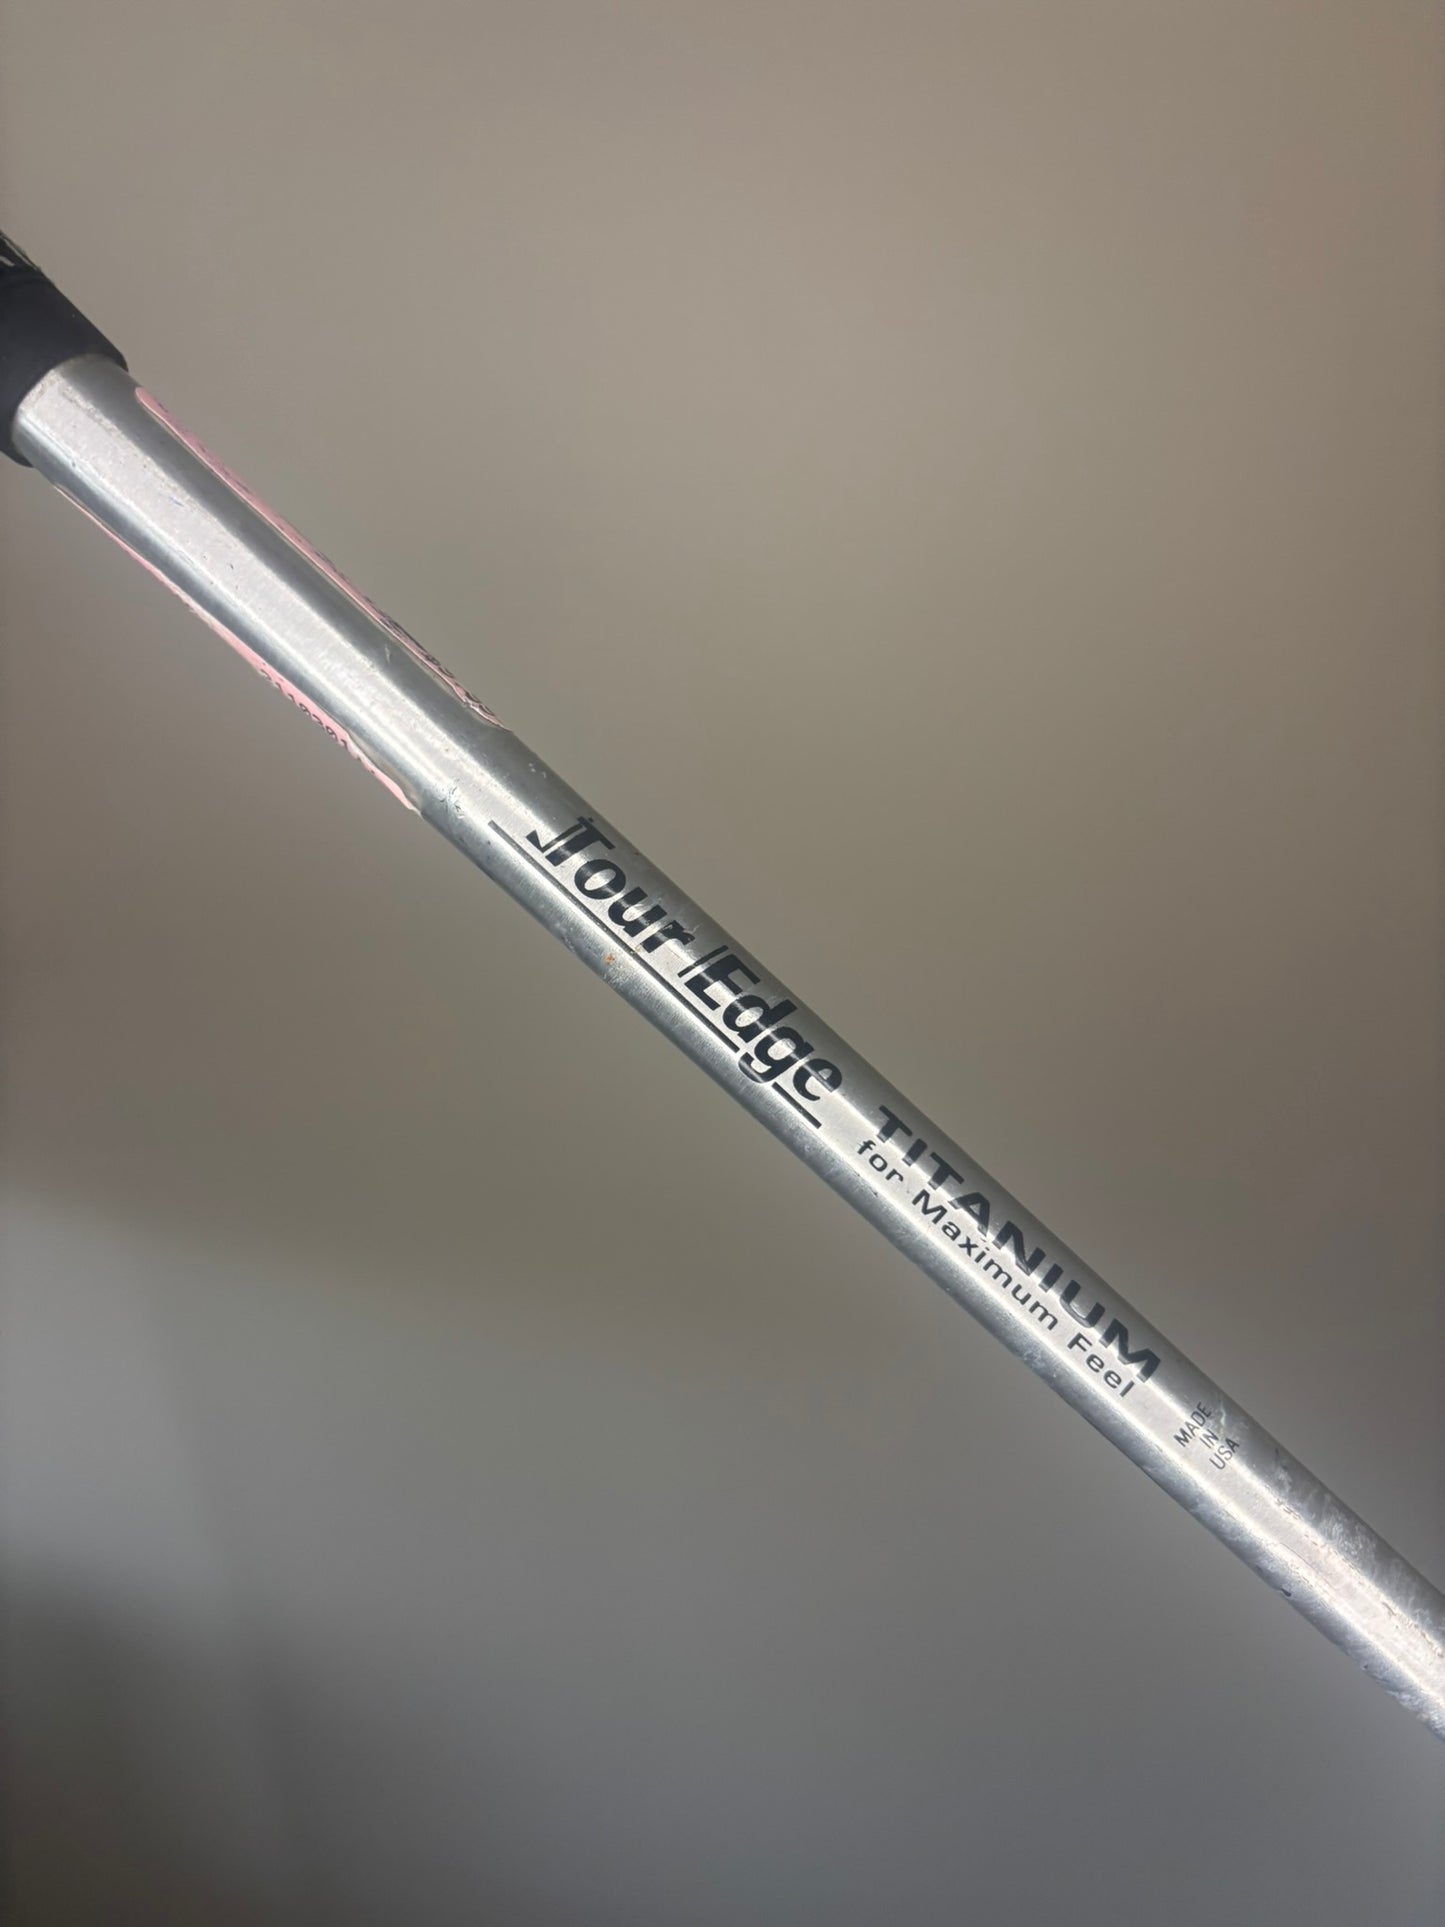 Tour Edge
TITANIUM
for Maximum Feel
MADE
IN
USA